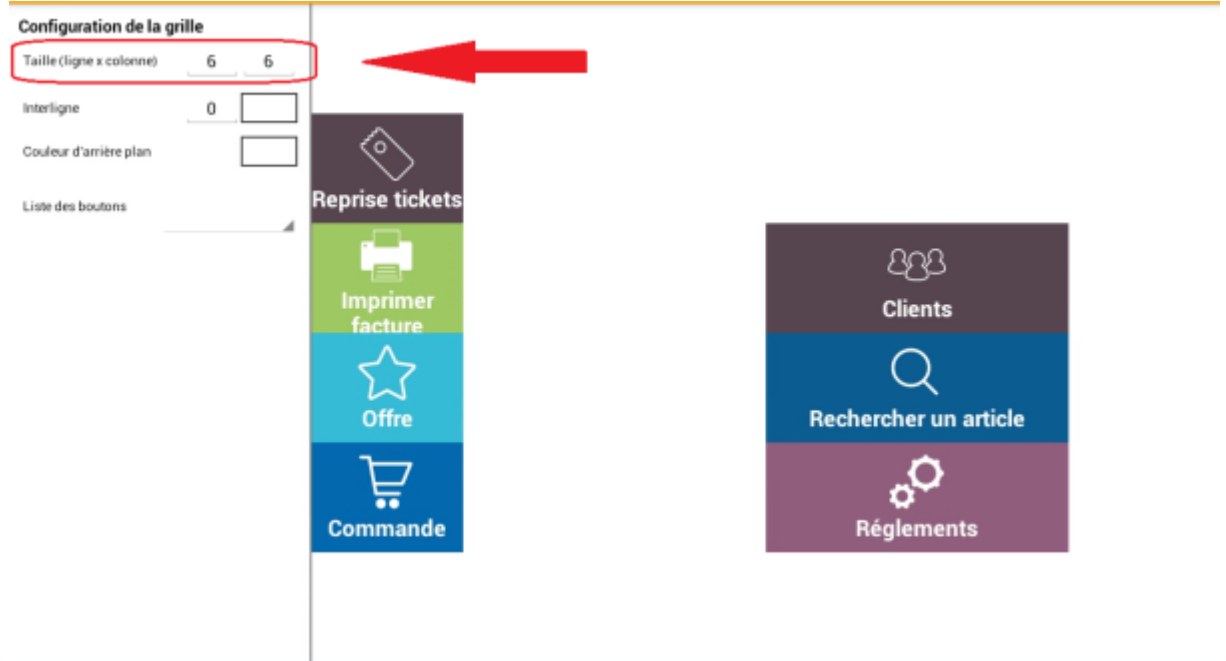 Configuration de la grille
Taille (ligne x colonne) 6 6
Interligne 0
Couleur d'arrière plan
Liste des boutons
Reprise tickets
Imprimer
facture
Offre
Commande
Clients
Rechercher un article
Réglements